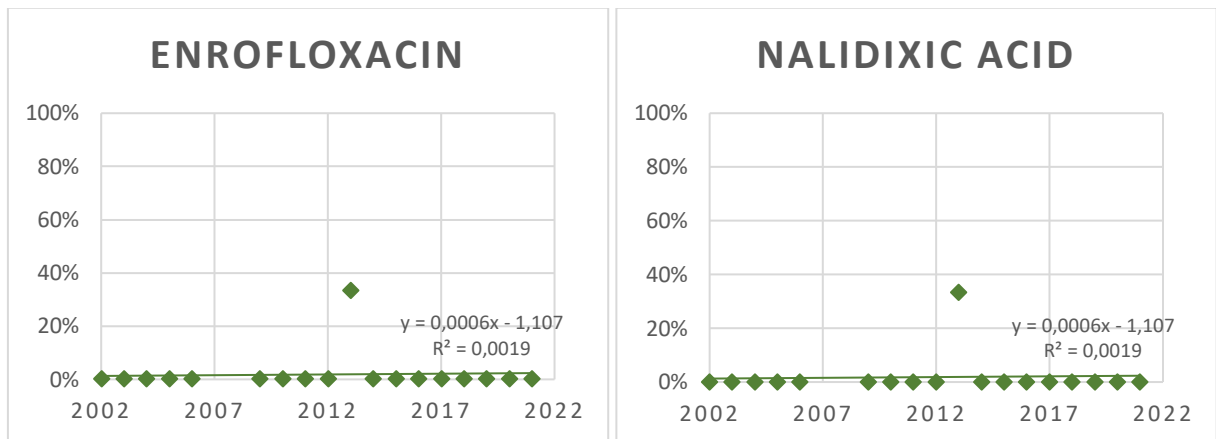 ENROFLOXACIN
100%
80%
60%
40%
20%
0%
y = 0,0006x - 1,107
R² = 0,0019
2002 2007 2012 2017 2022
NALIDIXIC ACID
100%
80%
60%
40%
20%
0%
y = 0,0006x - 1,107
R² = 0,0019
2002 2007 2012 2017 2022